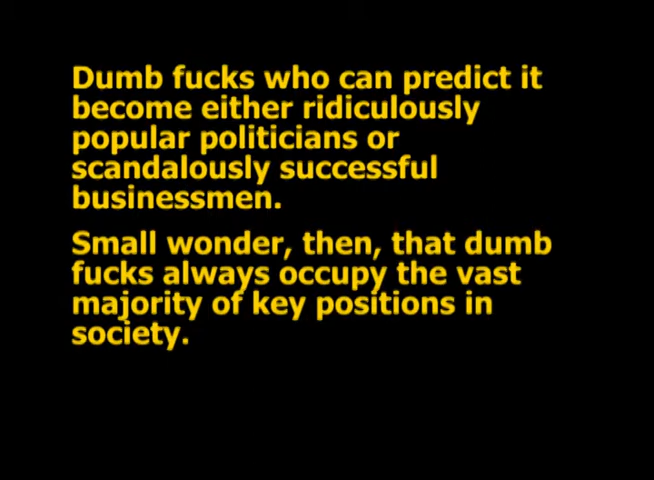 Dumb fucks who can predict it
become either ridiculously
popular politicians or
scandalously successful
businessmen.
Small wonder, then, that dumb
fucks always occupy the vast
majority of key positions in
society.